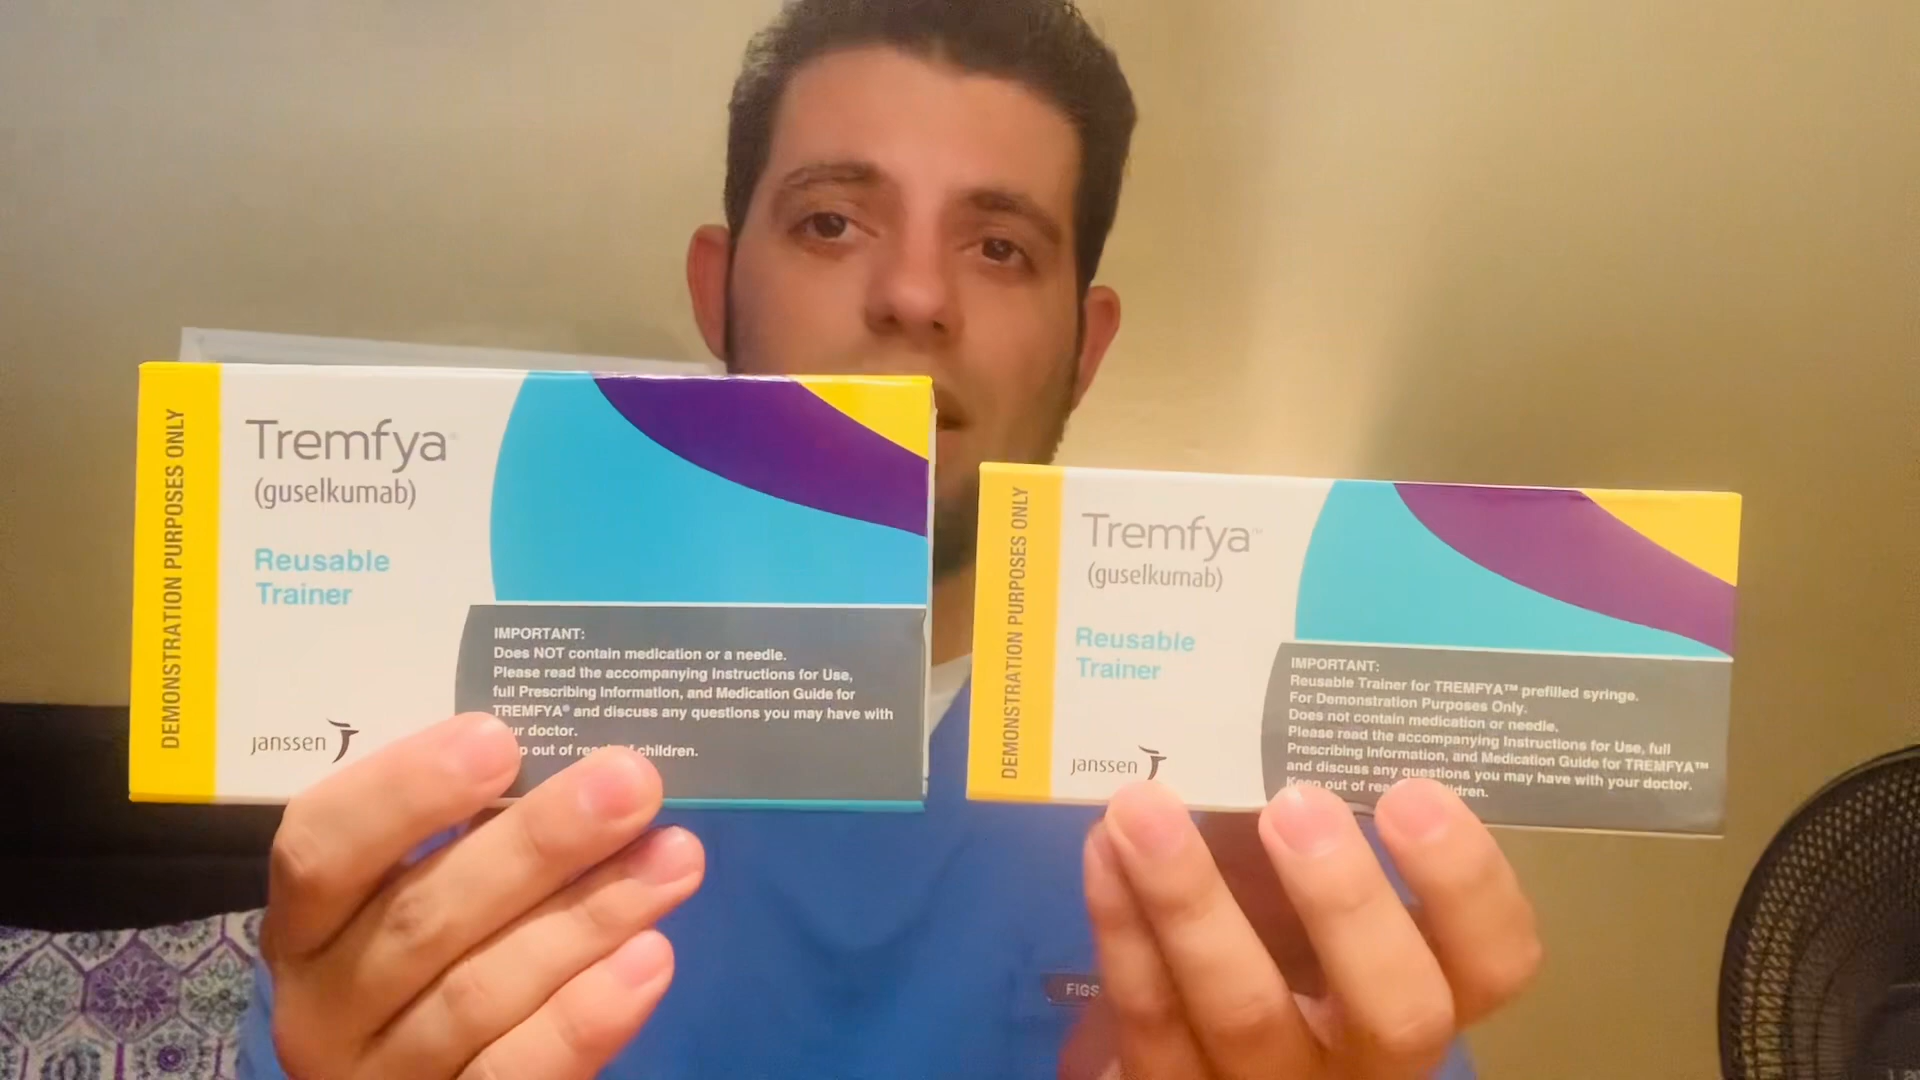 DEMONSTRATION PURPOSES ONLY
Tremfya
(guselkumab)
Reusable
Trainer
IMPORTANT:
Does NOT contain medication or a needle.
Please read the accompanying Instructions for Use,
full Prescribing Information, and Medication Guide for
TREMFYA® and discuss any questions you may have with
doctor.
out of children.
janssen
DEMONSTRATION PURPOSES ONLY
Tremfya™
(guselkumab)
Reusable
Trainer
IMPORTANT:
Reusable Trainer for TREMFYA™ prefilled syringe.
For Demonstration Purposes Only.
Does not contain medication or needle.
Please read the accompanying Instructions for Use, full
Prescribing Information, and Medication Guide for TREMFYA™
and discuss any questions you may have with your doctor.
Keep out of
janssen
FIGS